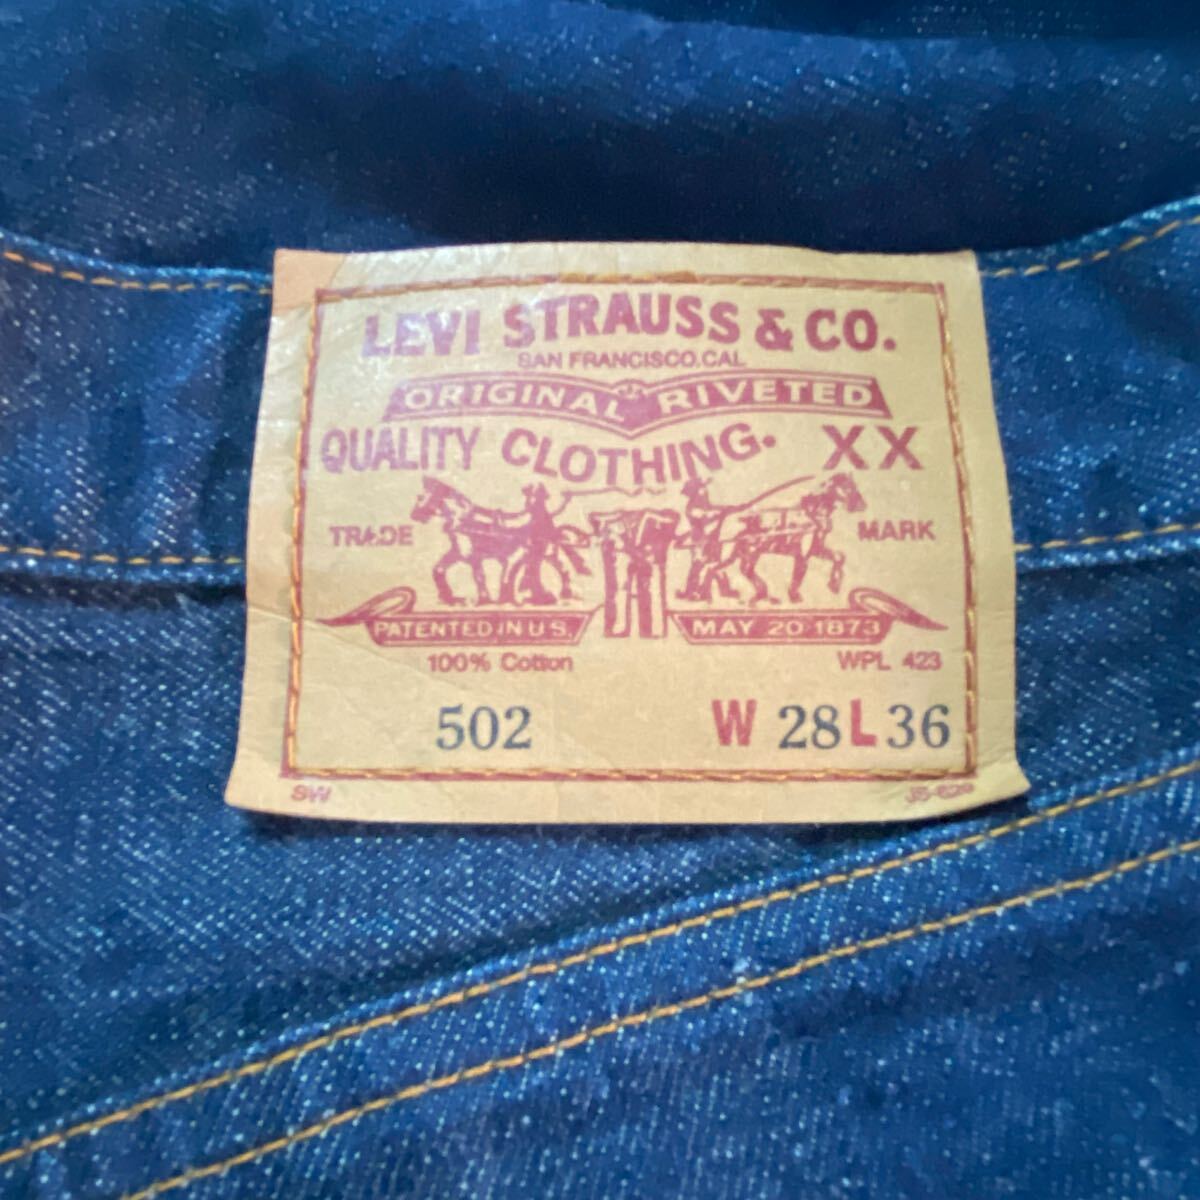 LEVI STRAUSS & CO.
SAN FRANCISCO, CAL
ORIGINAL RIVETED
QUALITY CLOTHING. XX
TRADE MARK
PATENTED IN U.S. MAY 20 1873
100% Cotton WPL 423
502 W 28 L 36
SW